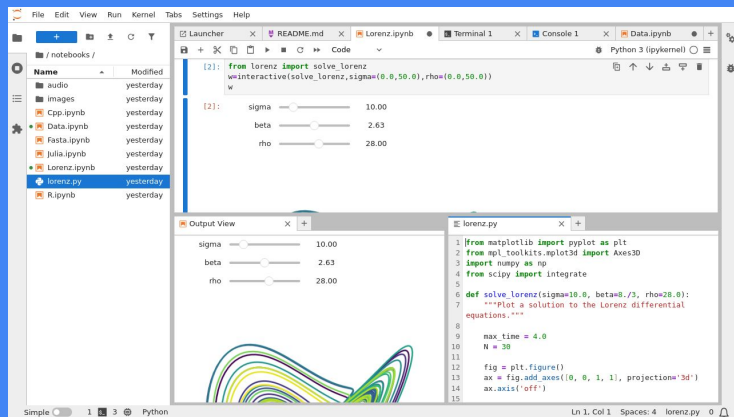 File Edit View Run Kernel Tabs Settings Help
/ notebooks /
Name Modified
audio yesterday
images yesterday
Cpp.ipynb yesterday
Data.ipynb yesterday
Fasta.ipynb yesterday
Julia.ipynb yesterday
Lorenz.ipynb yesterday
lorenz.py yesterday
R.ipynb yesterday
Launcher README.md Lorenz.ipynb Terminal 1 Console 1 Data.ipynb
Code Python 3 (ipykernel)
[2]: from lorenz import solve_lorenz
w=interactive(solve_lorenz,sigma=(0.0,50.0),rho=(0.0,50.0))
w
[2]: sigma 10.00
beta 2.63
rho 28.00
Output View
sigma 10.00
beta 2.63
rho 28.00
lorenz.py
1 from matplotlib import pyplot as plt
2 from mpl_toolkits.mplot3d import Axes3D
3 import numpy as np
4 from scipy import integrate
5
6 def solve_lorenz(sigma=10.0, beta=8./3, rho=28.0):
7 """Plot a solution to the Lorenz differential
equations."""
8
9 max_time = 4.0
10 N = 30
11
12 fig = plt.figure()
13 ax = fig.add_axes([0, 0, 1, 1], projection='3d')
14 ax.axis('off')
15
Simple 1 3 Python Ln 1, Col 1 Spaces: 4 lorenz.py 0